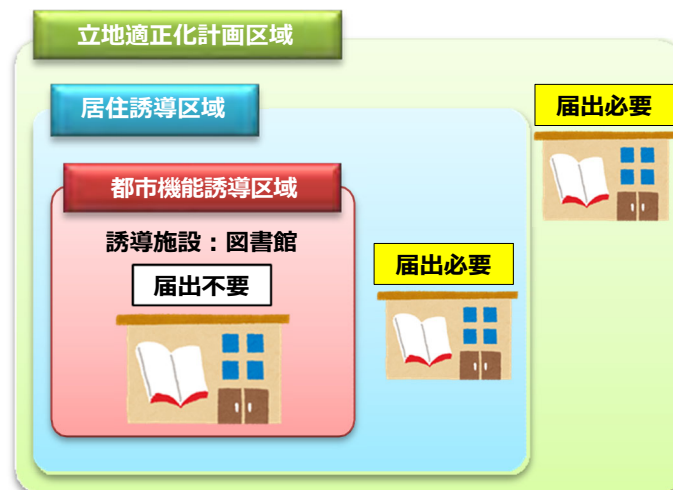 立地適正化計画区域
居住誘導区域
届出必要
都市機能誘導区域
誘導施設：図書館
届出不要
届出必要